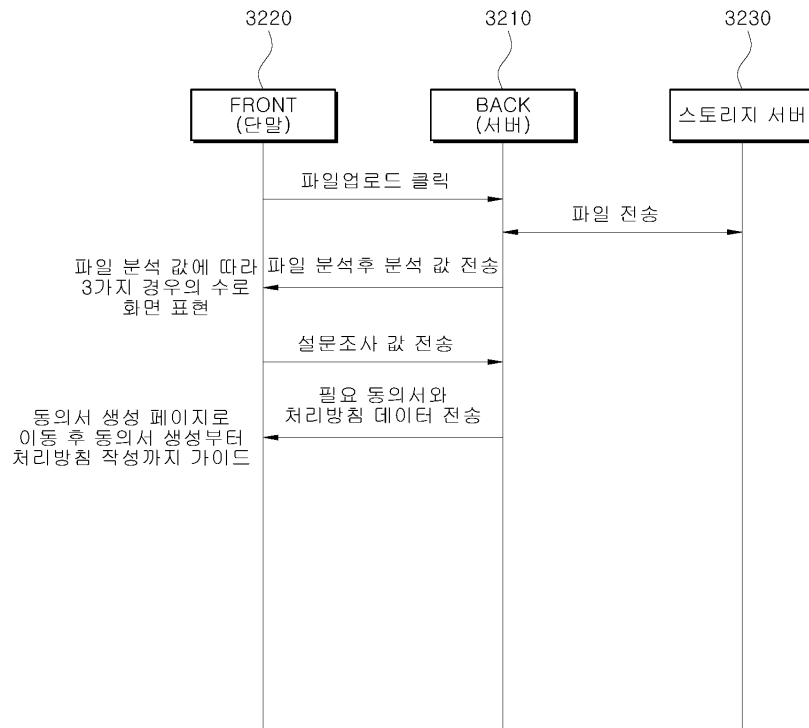 3220
3210
3230
FRONT
(단말)
BACK
(서버)
스토리지 서버
파일업로드 클릭
파일 전송
파일 분석후 분석 값 전송
파일 분석 값에 따라
3가지 경우의 수로
화면 표현
설문조사 값 전송
필요 동의서와
처리방침 데이터 전송
동의서 생성 페이지로
이동 후 동의서 생성부터
처리방침 작성까지 가이드